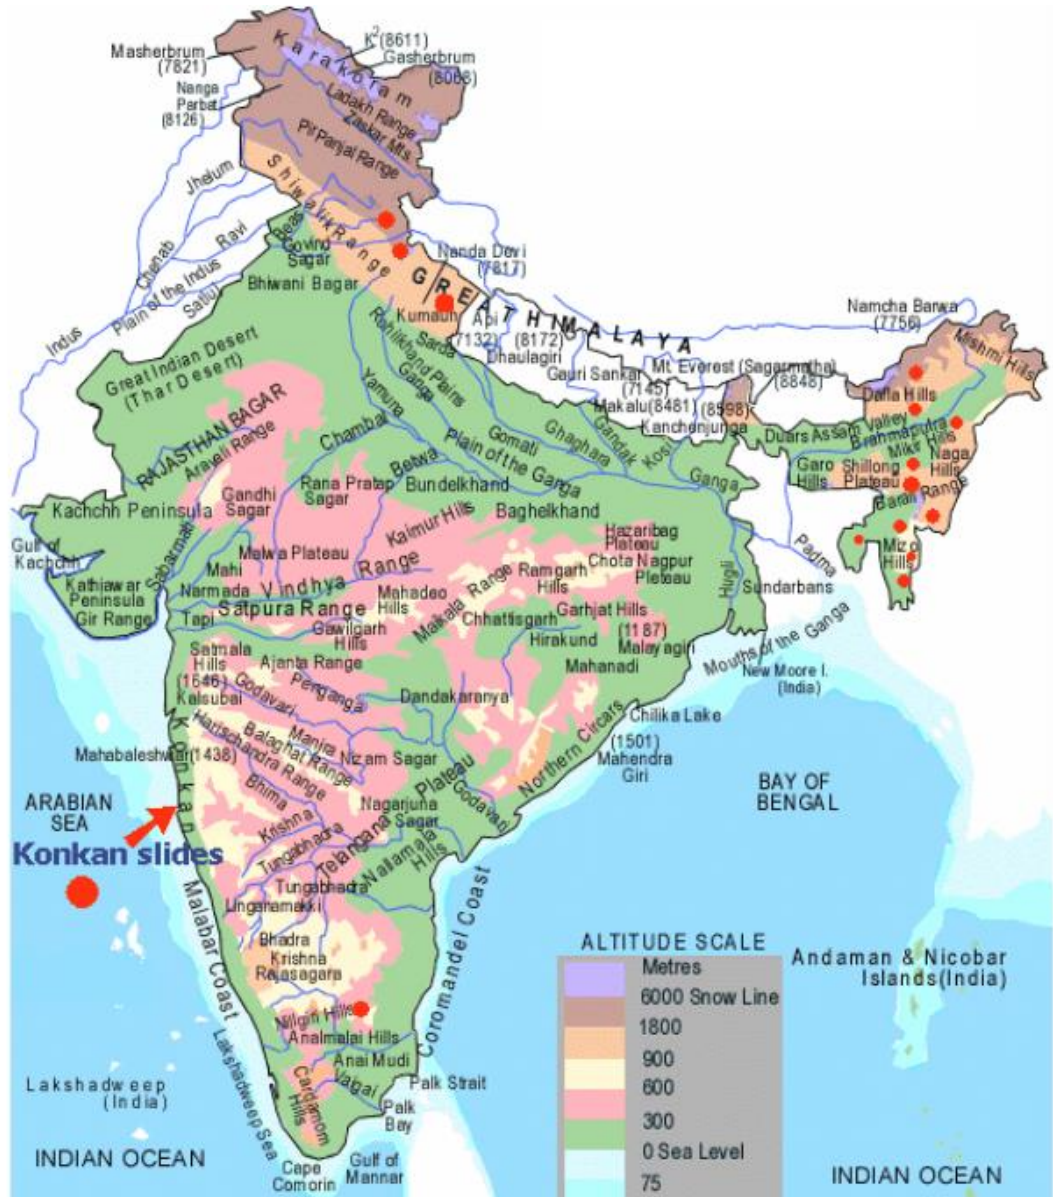 Karakoram
K²(8611)
Masherbrum
(7821)
Gasherbrum
(8068)
Nanga
Parbat
(8126)
Ladakh Range
Zaskar Mts.
Pir Panjal Range
Jhelum
Shiwalik Range
Chenab
Ravi
Beas
Govind
Sagar
Nanda Devi
(7817)
Plain of the Indus
Satluj
Bhiwani Bagar
GREAT HIMALAYA
Indus
Kumaun
Api
(7132)
(8172)
Dhaulagiri
Namcha Barwa
(7756)
Mishmi Hills
Great Indian Desert
(Thar Desert)
Rohilkhand Plains
Sarda
Ganga
Gauri Sankar
(7145)
Mt. Everest (Sagarmatha)
(8848)
Makalu(8481)
(8598)
Kanchenjunga
Dafla Hills
RAJASTHAN BAGAR
Aravali Range
Yamuna
Chambal
Gomati
Ghaghara
Gandak
Kosi
Duars
Assam Valley
Brahmaputra
Mikir Hills
Naga
Hills
Plain of the Ganga
Betwa
Bundelkhand
Ganga
Garo
Hills
Shillong
Plateau
Barail Range
Kachchh Peninsula
Gandhi
Sagar
Rana Pratap
Sagar
Baghelkhand
Kaimur Hills
Hazaribag
Plateau
Gulf of
Kachchh
Sabarmati
Malwa Plateau
Chota Nagpur
Pleteau
Padma
Mizo
Hills
Mahi
Vindhya Range
Ramgarh
Hills
Hugli
Sundarbans
Kathiawar
Peninsula
Gir Range
Narmada
Satpura Range
Mahadeo
Hills
Maikala Range
Tapi
Gawilgarh
Hills
Chhattisgarh
Garhjat Hills
(1187)
Malayagiri
Hirakund
Mouths of the Ganga
Satmala
Hills
(1646)
Kalsubai
Ajanta Range
Mahanadi
New Moore I.
(India)
Godavari
Penganga
Dandakaranya
Chilika Lake
Konkan
Harischandra Range
Balaghat Range
Manjra
Nizam Sagar
Northern Circars
(1501)
Mahendra
Giri
Mahabaleshwar(1438)
BAY OF
BENGAL
ARABIAN
SEA
Bhima
Nagarjuna
Sagar
Telangana Plateau
Godavari
Krishna
Konkan slides
Tungabhadra
Nallamala
Hills
Tungabhadra
Linganamakki
Malabar Coast
Coromandel Coast
Bhadra
Krishna
Rajasagara
ALTITUDE SCALE
Metres
6000 Snow Line
1800
900
600
300
0 Sea Level
75
Andaman & Nicobar
Islands(India)
Nillgiri Hills
Analmalai Hills
Anai Mudi
Lakshadweep
(India)
Lakshadweep Sea
Cardamom
Hills
Vaigai
Palk Strait
Palk
Bay
INDIAN OCEAN
Cape
Comorin
Gulf of
Mannar
INDIAN OCEAN